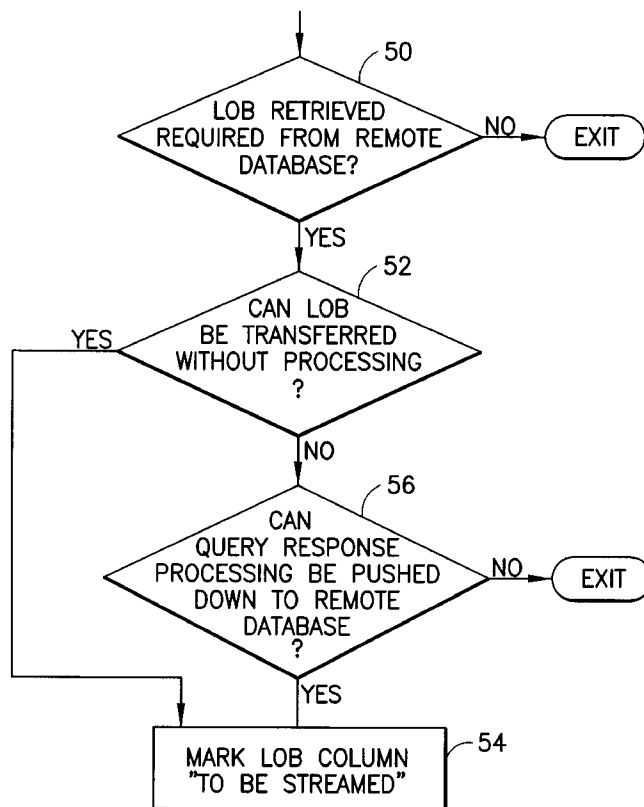 50
LOB RETRIEVED
REQUIRED FROM REMOTE
DATABASE?
NO
EXIT
YES
52
CAN LOB
BE TRANSFERRED
WITHOUT PROCESSING
?
YES
NO
56
CAN
QUERY RESPONSE
PROCESSING BE PUSHED
DOWN TO REMOTE
DATABASE
?
NO
EXIT
YES
MARK LOB COLUMN
"TO BE STREAMED"
54